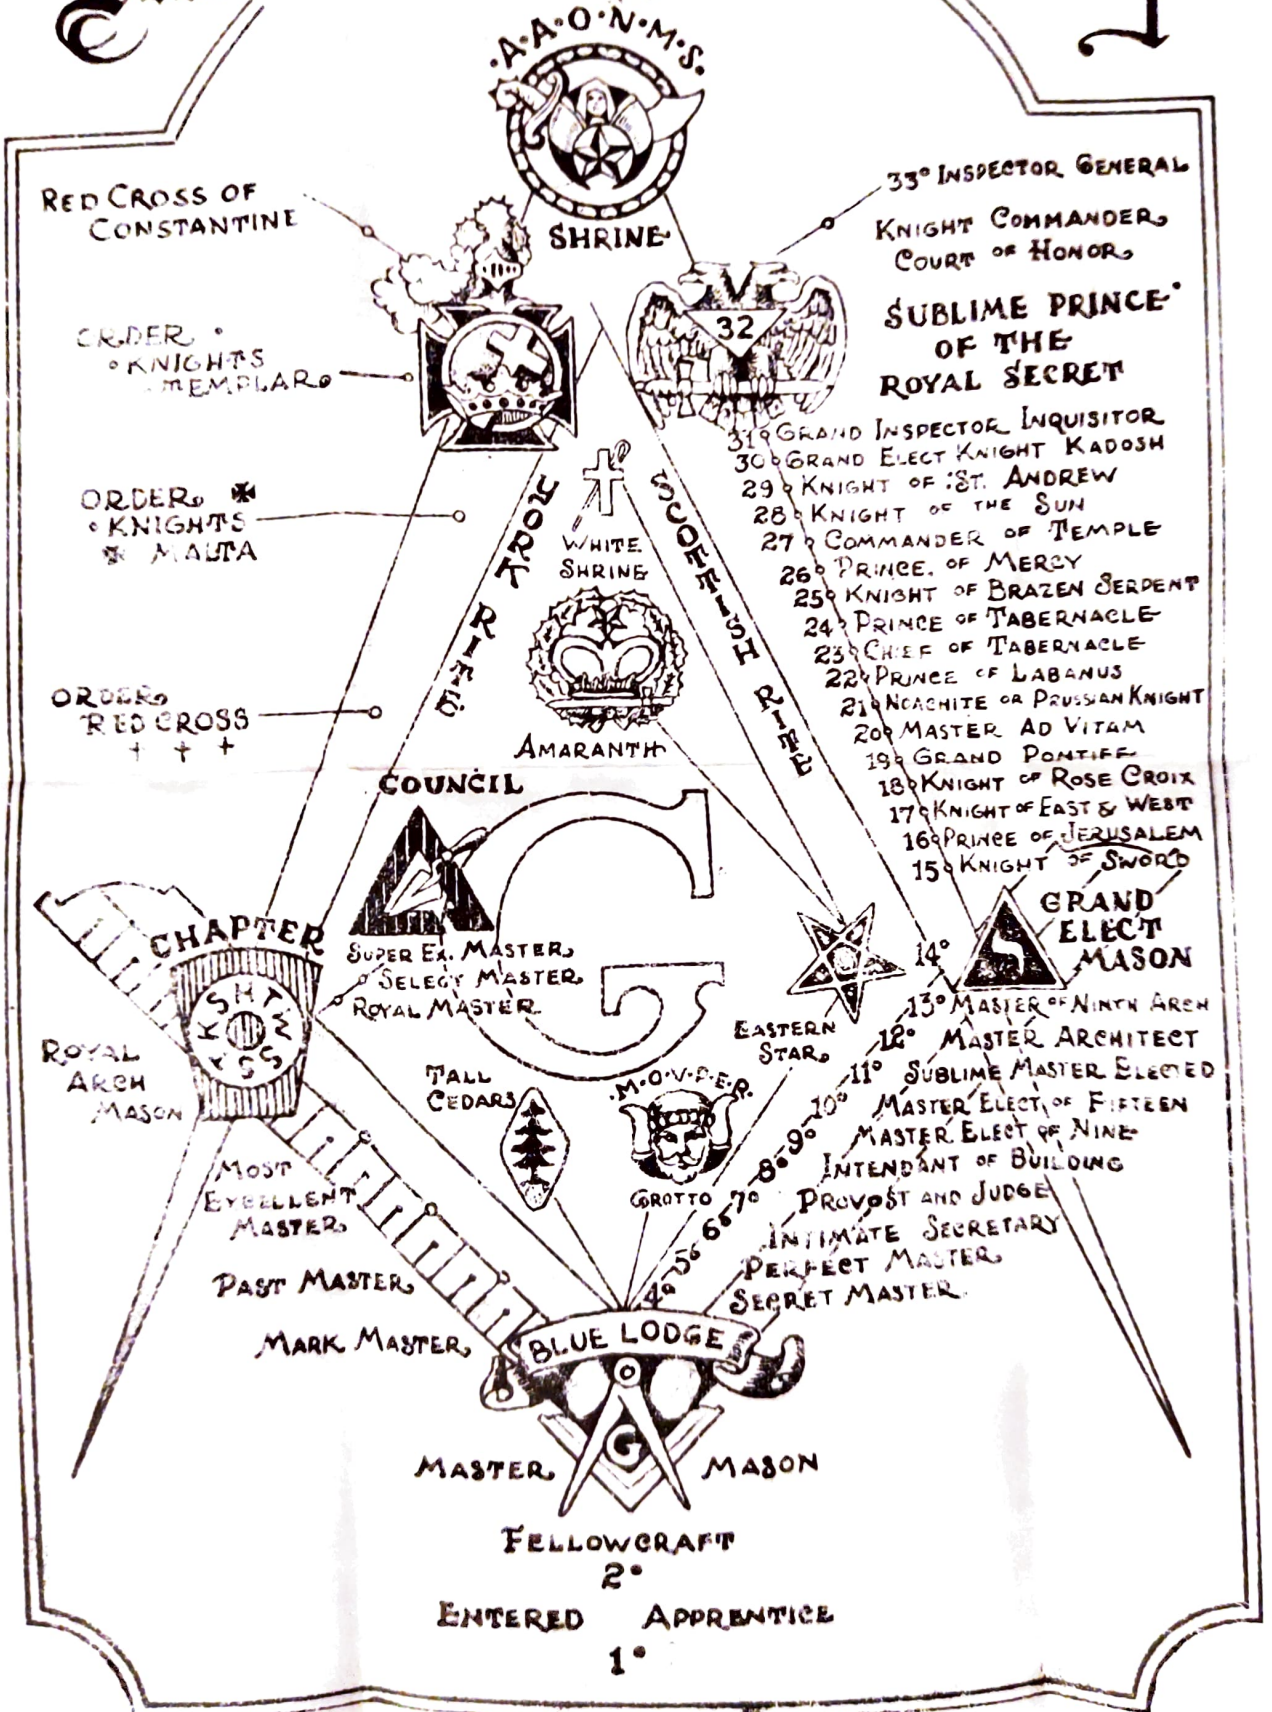 A·A·O·N·M·S·
SHRINE
RED CROSS OF
CONSTANTINE
ORDER
KNIGHTS
TEMPLAR
ORDER
KNIGHTS
MALTA
ORDER
RED CROSS
YORK RITE
SCOTTISH RITE
33° INSPECTOR GENERAL
KNIGHT COMMANDER
COURT OF HONOR
32
SUBLIME PRINCE
OF THE
ROYAL SECRET
31° GRAND INSPECTOR INQUISITOR
30° GRAND ELECT KNIGHT KADOSH
29° KNIGHT OF ST. ANDREW
28° KNIGHT OF THE SUN
27° COMMANDER OF TEMPLE
26° PRINCE OF MERCY
25° KNIGHT OF BRAZEN SERPENT
24° PRINCE OF TABERNACLE
23° CHIEF OF TABERNACLE
22° PRINCE OF LABANUS
21° NOACHITE OR PRUSSIAN KNIGHT
20° MASTER AD VITAM
19° GRAND PONTIFF
18° KNIGHT OF ROSE CROIX
17° KNIGHT OF EAST & WEST
16° PRINCE OF JERUSALEM
15° KNIGHT OF SWORD
WHITE
SHRINE
AMARANTH
COUNCIL
SUPER EX. MASTER
SELECT MASTER
ROYAL MASTER
G
CHAPTER
HTWSSTKS
ROYAL
ARCH
MASON
EASTERN
STAR
14° GRAND
ELECT
MASON
13° MASTER OF NINTH ARCH
12° MASTER ARCHITECT
11° SUBLIME MASTER ELECTED
10° MASTER ELECT OF FIFTEEN
9° MASTER ELECT OF NINE
8° INTENDANT OF BUILDING
7° PROVOST AND JUDGE
6° INTIMATE SECRETARY
5° PERFECT MASTER
4° SECRET MASTER
TALL
CEDARS
·M·O·V·P·E·R·
GROTTO
MOST
EXCELLENT
MASTER
PAST MASTER
MARK MASTER
BLUE LODGE
G
MASTER MASON
FELLOWCRAFT
2°
ENTERED APPRENTICE
1°